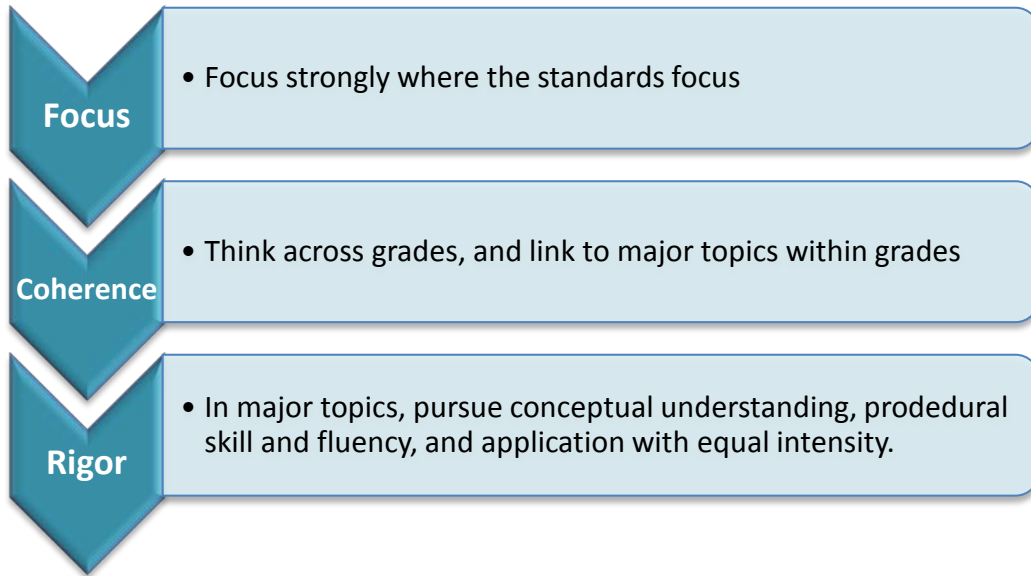 Focus
• Focus strongly where the standards focus
Coherence
• Think across grades, and link to major topics within grades
Rigor
• In major topics, pursue conceptual understanding, prodedural
skill and fluency, and application with equal intensity.